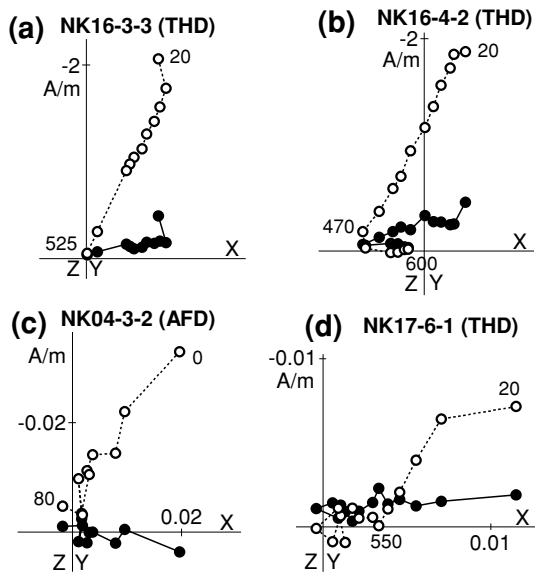 (a) NK16-3-3 (THD)
-2
20
A/m
525
X
Z Y
(b) NK16-4-2 (THD)
-2
20
A/m
470
X
600
Z Y
(c) NK04-3-2 (AFD)
A/m
0
-0.02
80
X
0.02
Z Y
(d) NK17-6-1 (THD)
-0.01
A/m
20
X
550
0.01
Z Y